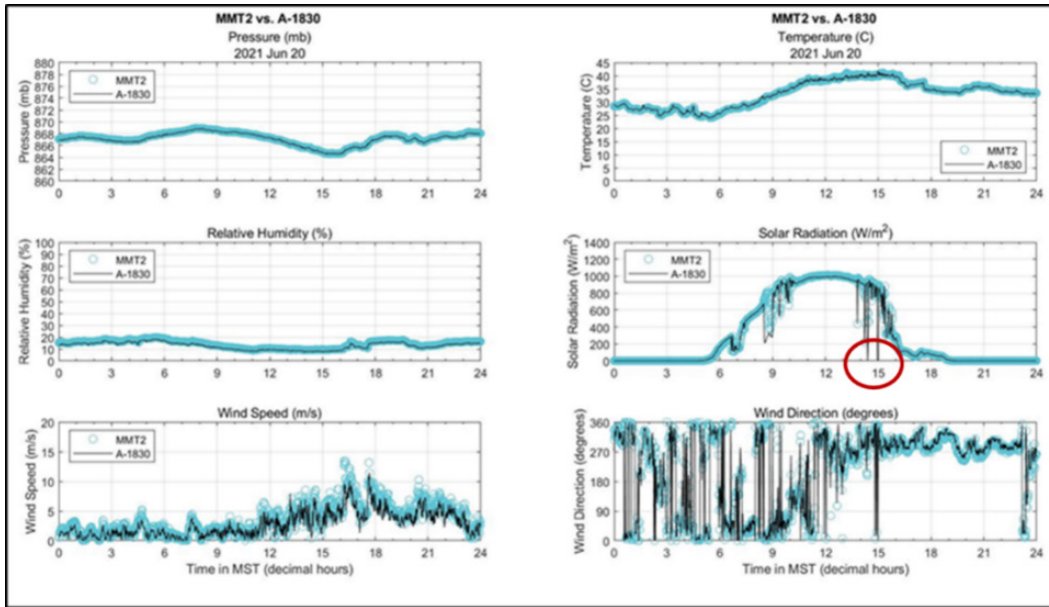 MMT2 vs. A-1830
Pressure (mb)
2021 Jun 20
Pressure (mb)
880
878
876
874
872
870
868
866
864
862
860
MMT2
A-1830
0 3 6 9 12 15 18 21 24
MMT2 vs. A-1830
Temperature (C)
2021 Jun 20
Temperature (C)
45
40
35
30
25
20
15
10
5
0
MMT2
A-1830
0 3 6 9 12 15 18 21 24
Relative Humidity (%)
Relative Humidity (%)
100
90
80
70
60
50
40
30
20
10
0
MMT2
A-1830
0 3 6 9 12 15 18 21 24
Solar Radiation (W/m²)
Solar Radiation (W/m²)
1400
1200
1000
800
600
400
200
0
MMT2
A-1830
0 3 6 9 12 15 18 21 24
Wind Speed (m/s)
Wind Speed (m/s)
20
15
10
5
0
MMT2
A-1830
0 3 6 9 12 15 18 21 24
Time in MST (decimal hours)
Wind Direction (degrees)
Wind Direction (degrees)
360
270
180
90
0
0 3 6 9 12 15 18 21 24
Time in MST (decimal hours)